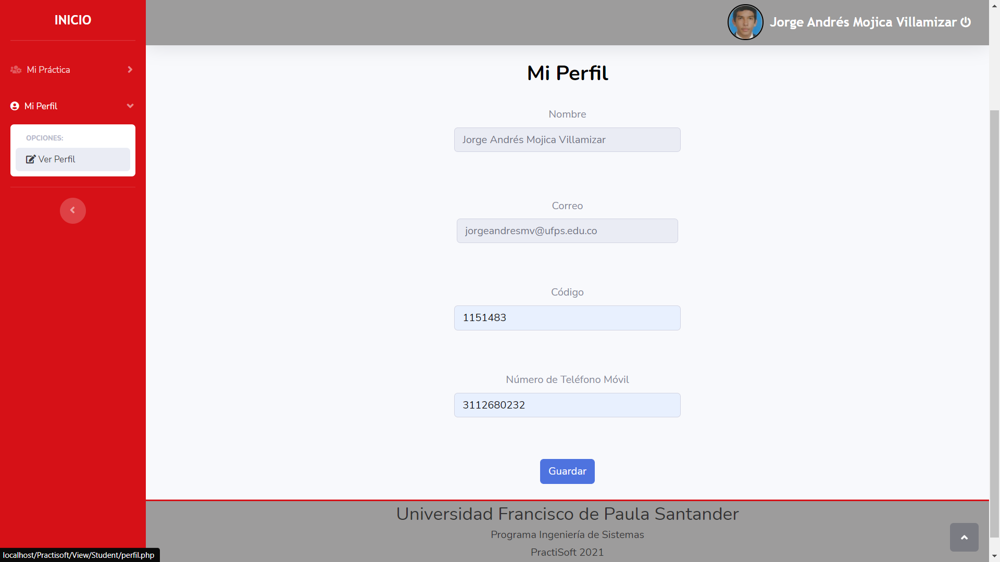 INICIO
Mi Práctica
Mi Perfil
OPCIONES:
Ver Perfil
Jorge Andrés Mojica Villamizar
Mi Perfil
Nombre
Jorge Andrés Mojica Villamizar
Correo
jorgeandresmv@ufps.edu.co
Código
1151483
Número de Teléfono Móvil
3112680232
Guardar
Universidad Francisco de Paula Santander
Programa Ingeniería de Sistemas
PractiSoft 2021
localhost/Practisoft/View/Student/perfil.php